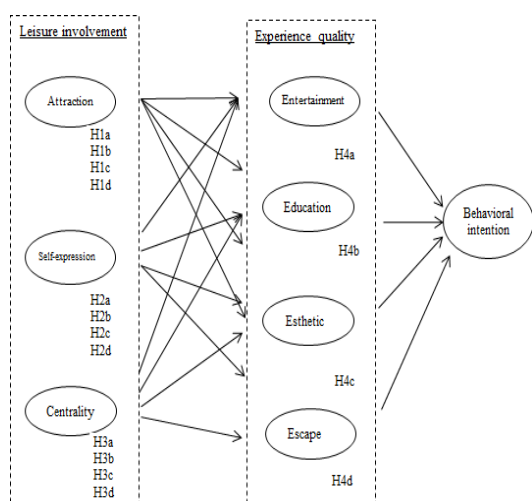 Leisure involvement
Attraction
H1a
H1b
H1c
H1d
Self-expression
H2a
H2b
H2c
H2d
Centrality
H3a
H3b
H3c
H3d
Experience quality
Entertainment
H4a
Education
H4b
Esthetic
H4c
Escape
H4d
Behavioral
intention